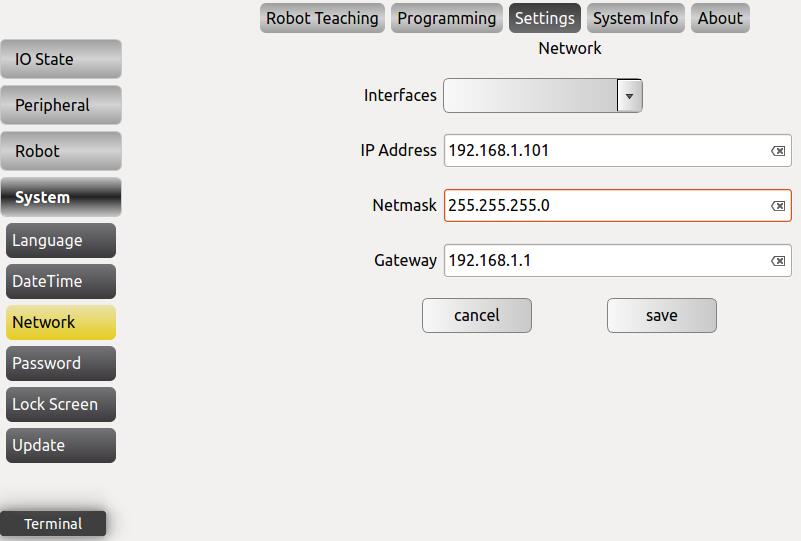 Robot Teaching Programming Settings System Info About
Network
IO State
Peripheral
Robot
System
Language
DateTime
Network
Password
Lock Screen
Update
Terminal
Interfaces
IP Address 192.168.1.101
Netmask 255.255.255.0
Gateway 192.168.1.1
cancel save